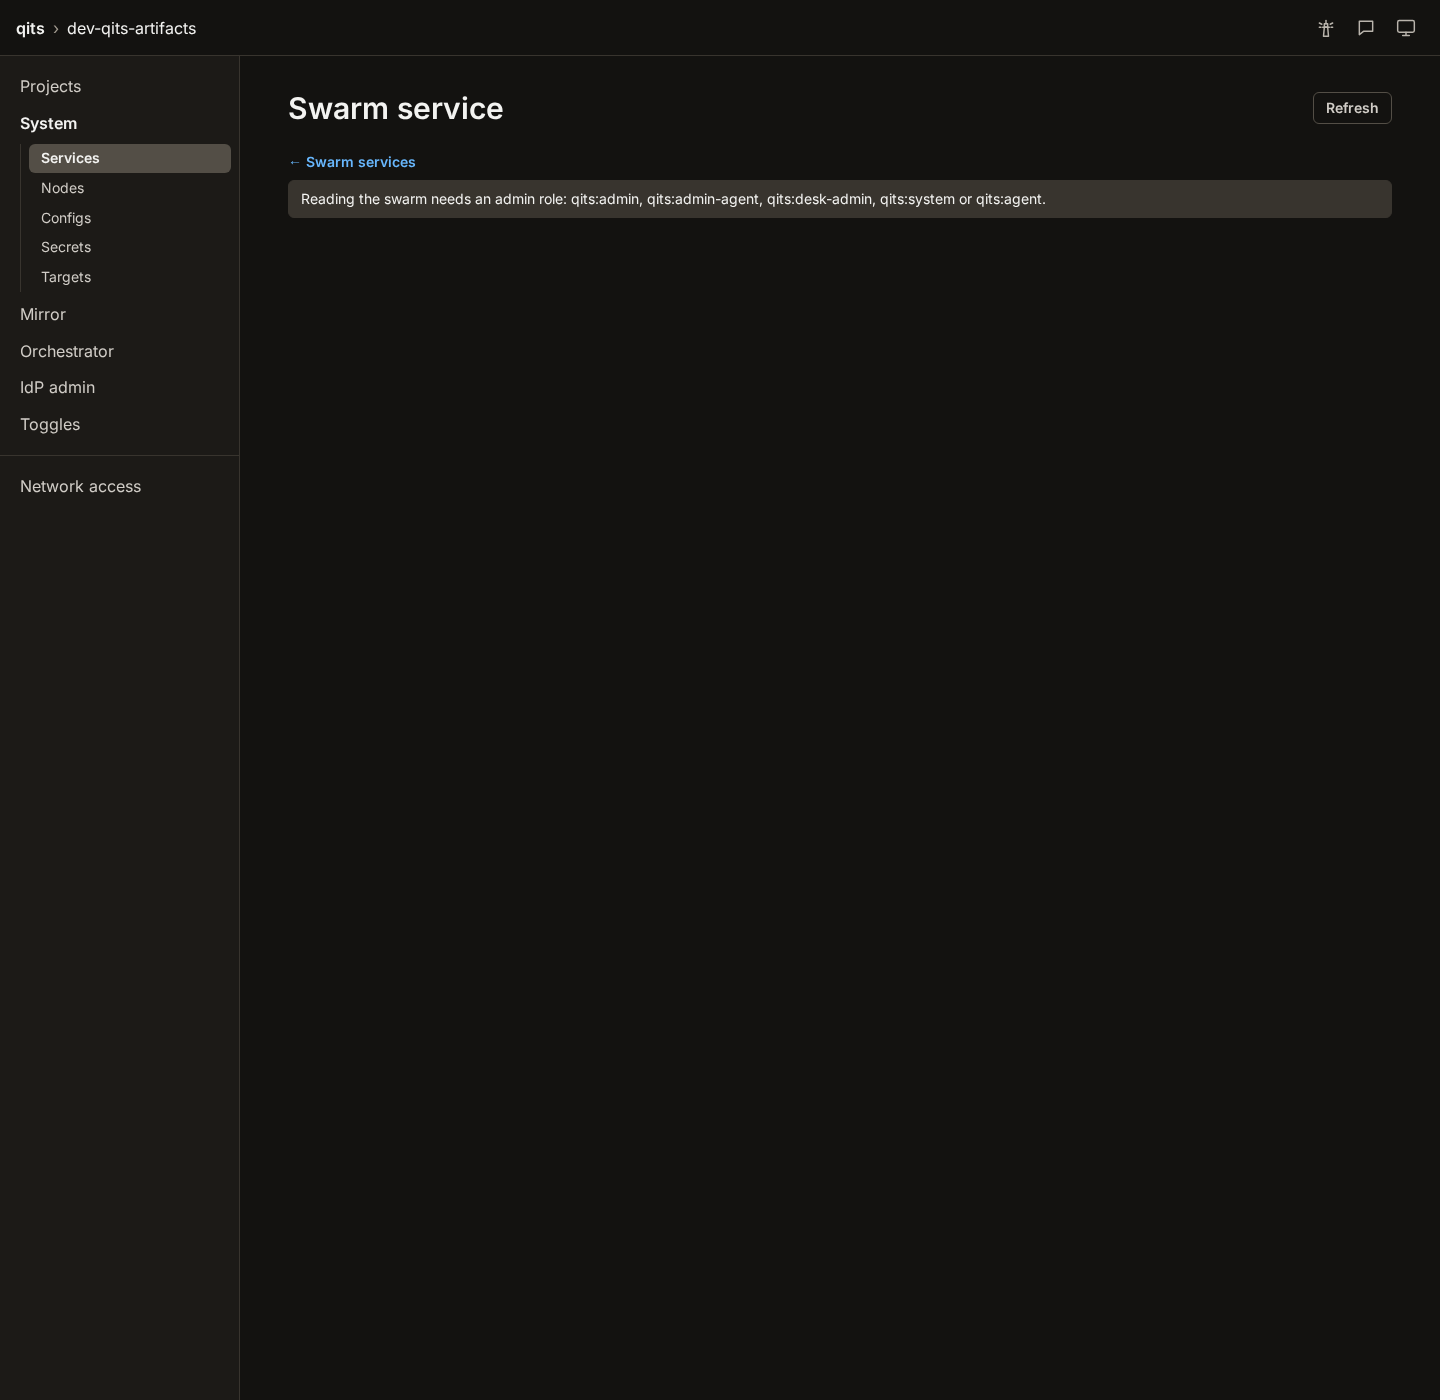 qits › dev-qits-artifacts
Projects
System
Services
Nodes
Configs
Secrets
Targets
Mirror
Orchestrator
IdP admin
Toggles
Network access
Swarm service
Refresh
← Swarm services
Reading the swarm needs an admin role: qits:admin, qits:admin-agent, qits:desk-admin, qits:system or qits:agent.